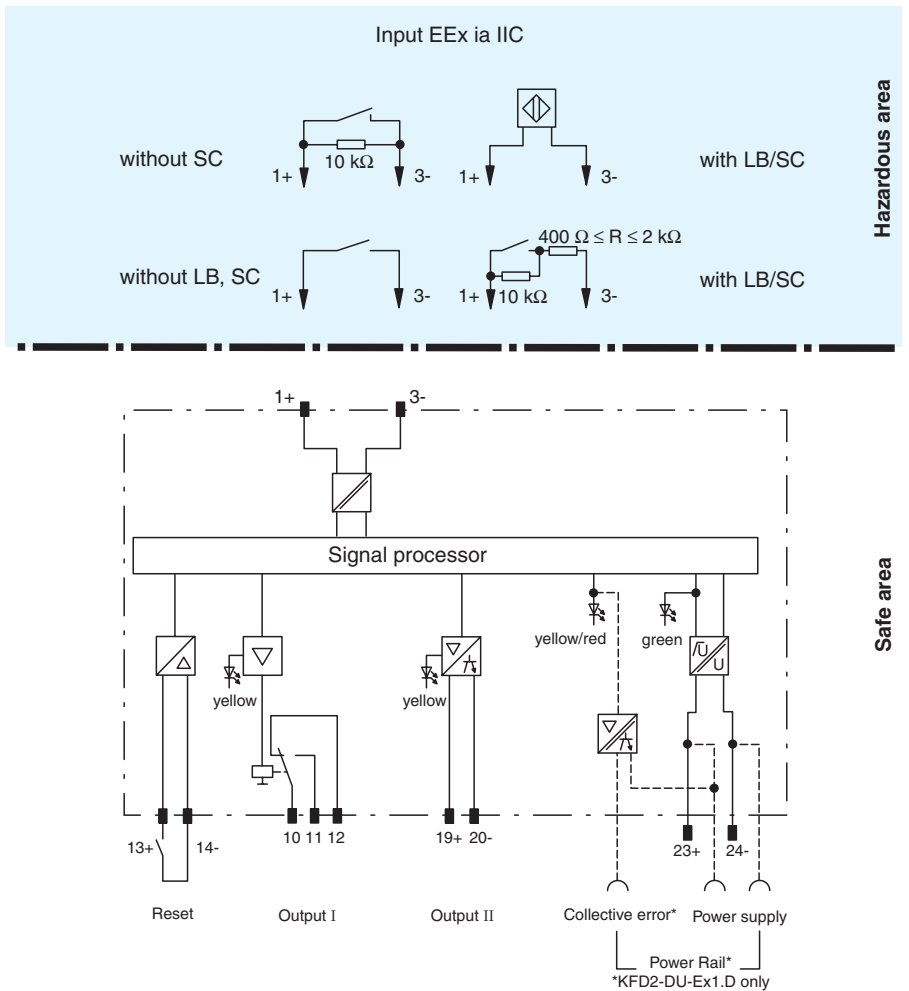 Input EEx ia IIC
Hazardous area
without SC
10 kΩ
1+
3-
1+
3-
with LB/SC
without LB, SC
1+
3-
400 Ω ≤ R ≤ 2 kΩ
1+
10 kΩ
3-
with LB/SC
1+
3-
Safe area
Signal processor
yellow
yellow
yellow/red
green
U
U
13+
14-
10 11 12
19+ 20-
23+
24-
Reset
Output I
Output II
Collective error*
Power supply
Power Rail*
*KFD2-DU-Ex1.D only